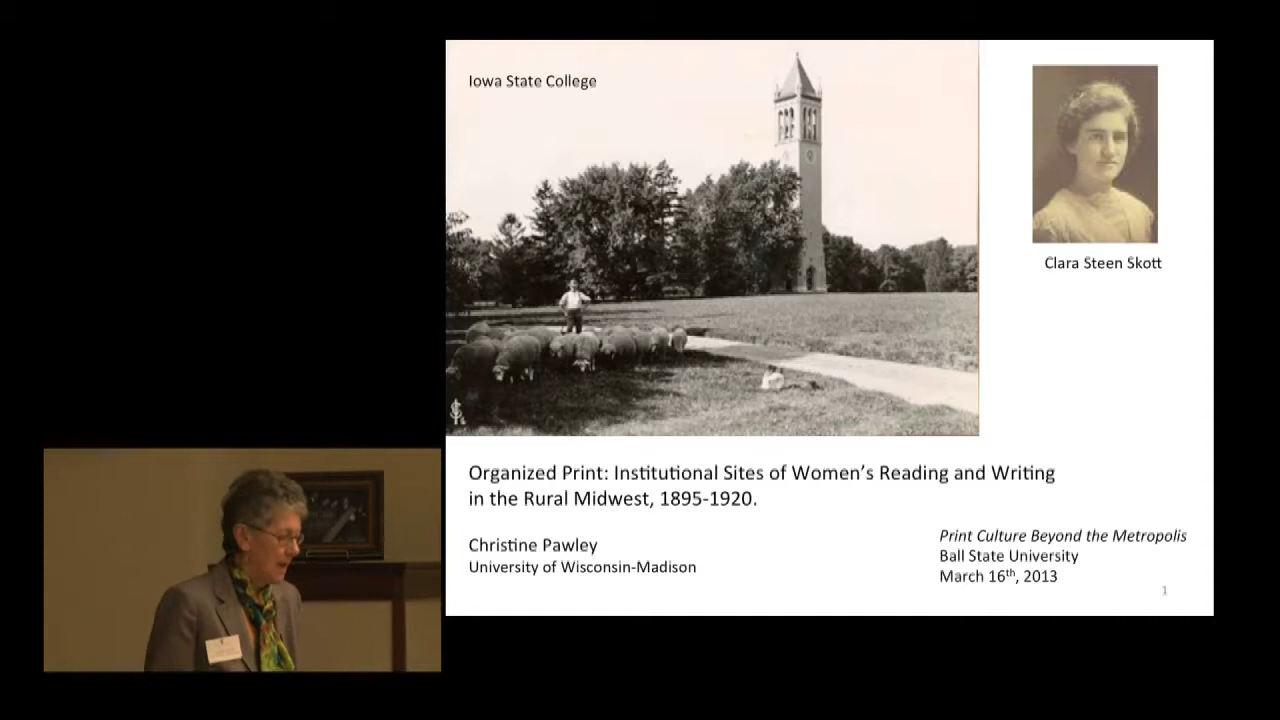 Iowa State College
Clara Steen Skott
Organized Print: Institutional Sites of Women's Reading and Writing
in the Rural Midwest, 1895-1920.
Christine Pawley
University of Wisconsin-Madison
Print Culture Beyond the Metropolis
Ball State University
March 16th, 2013
1